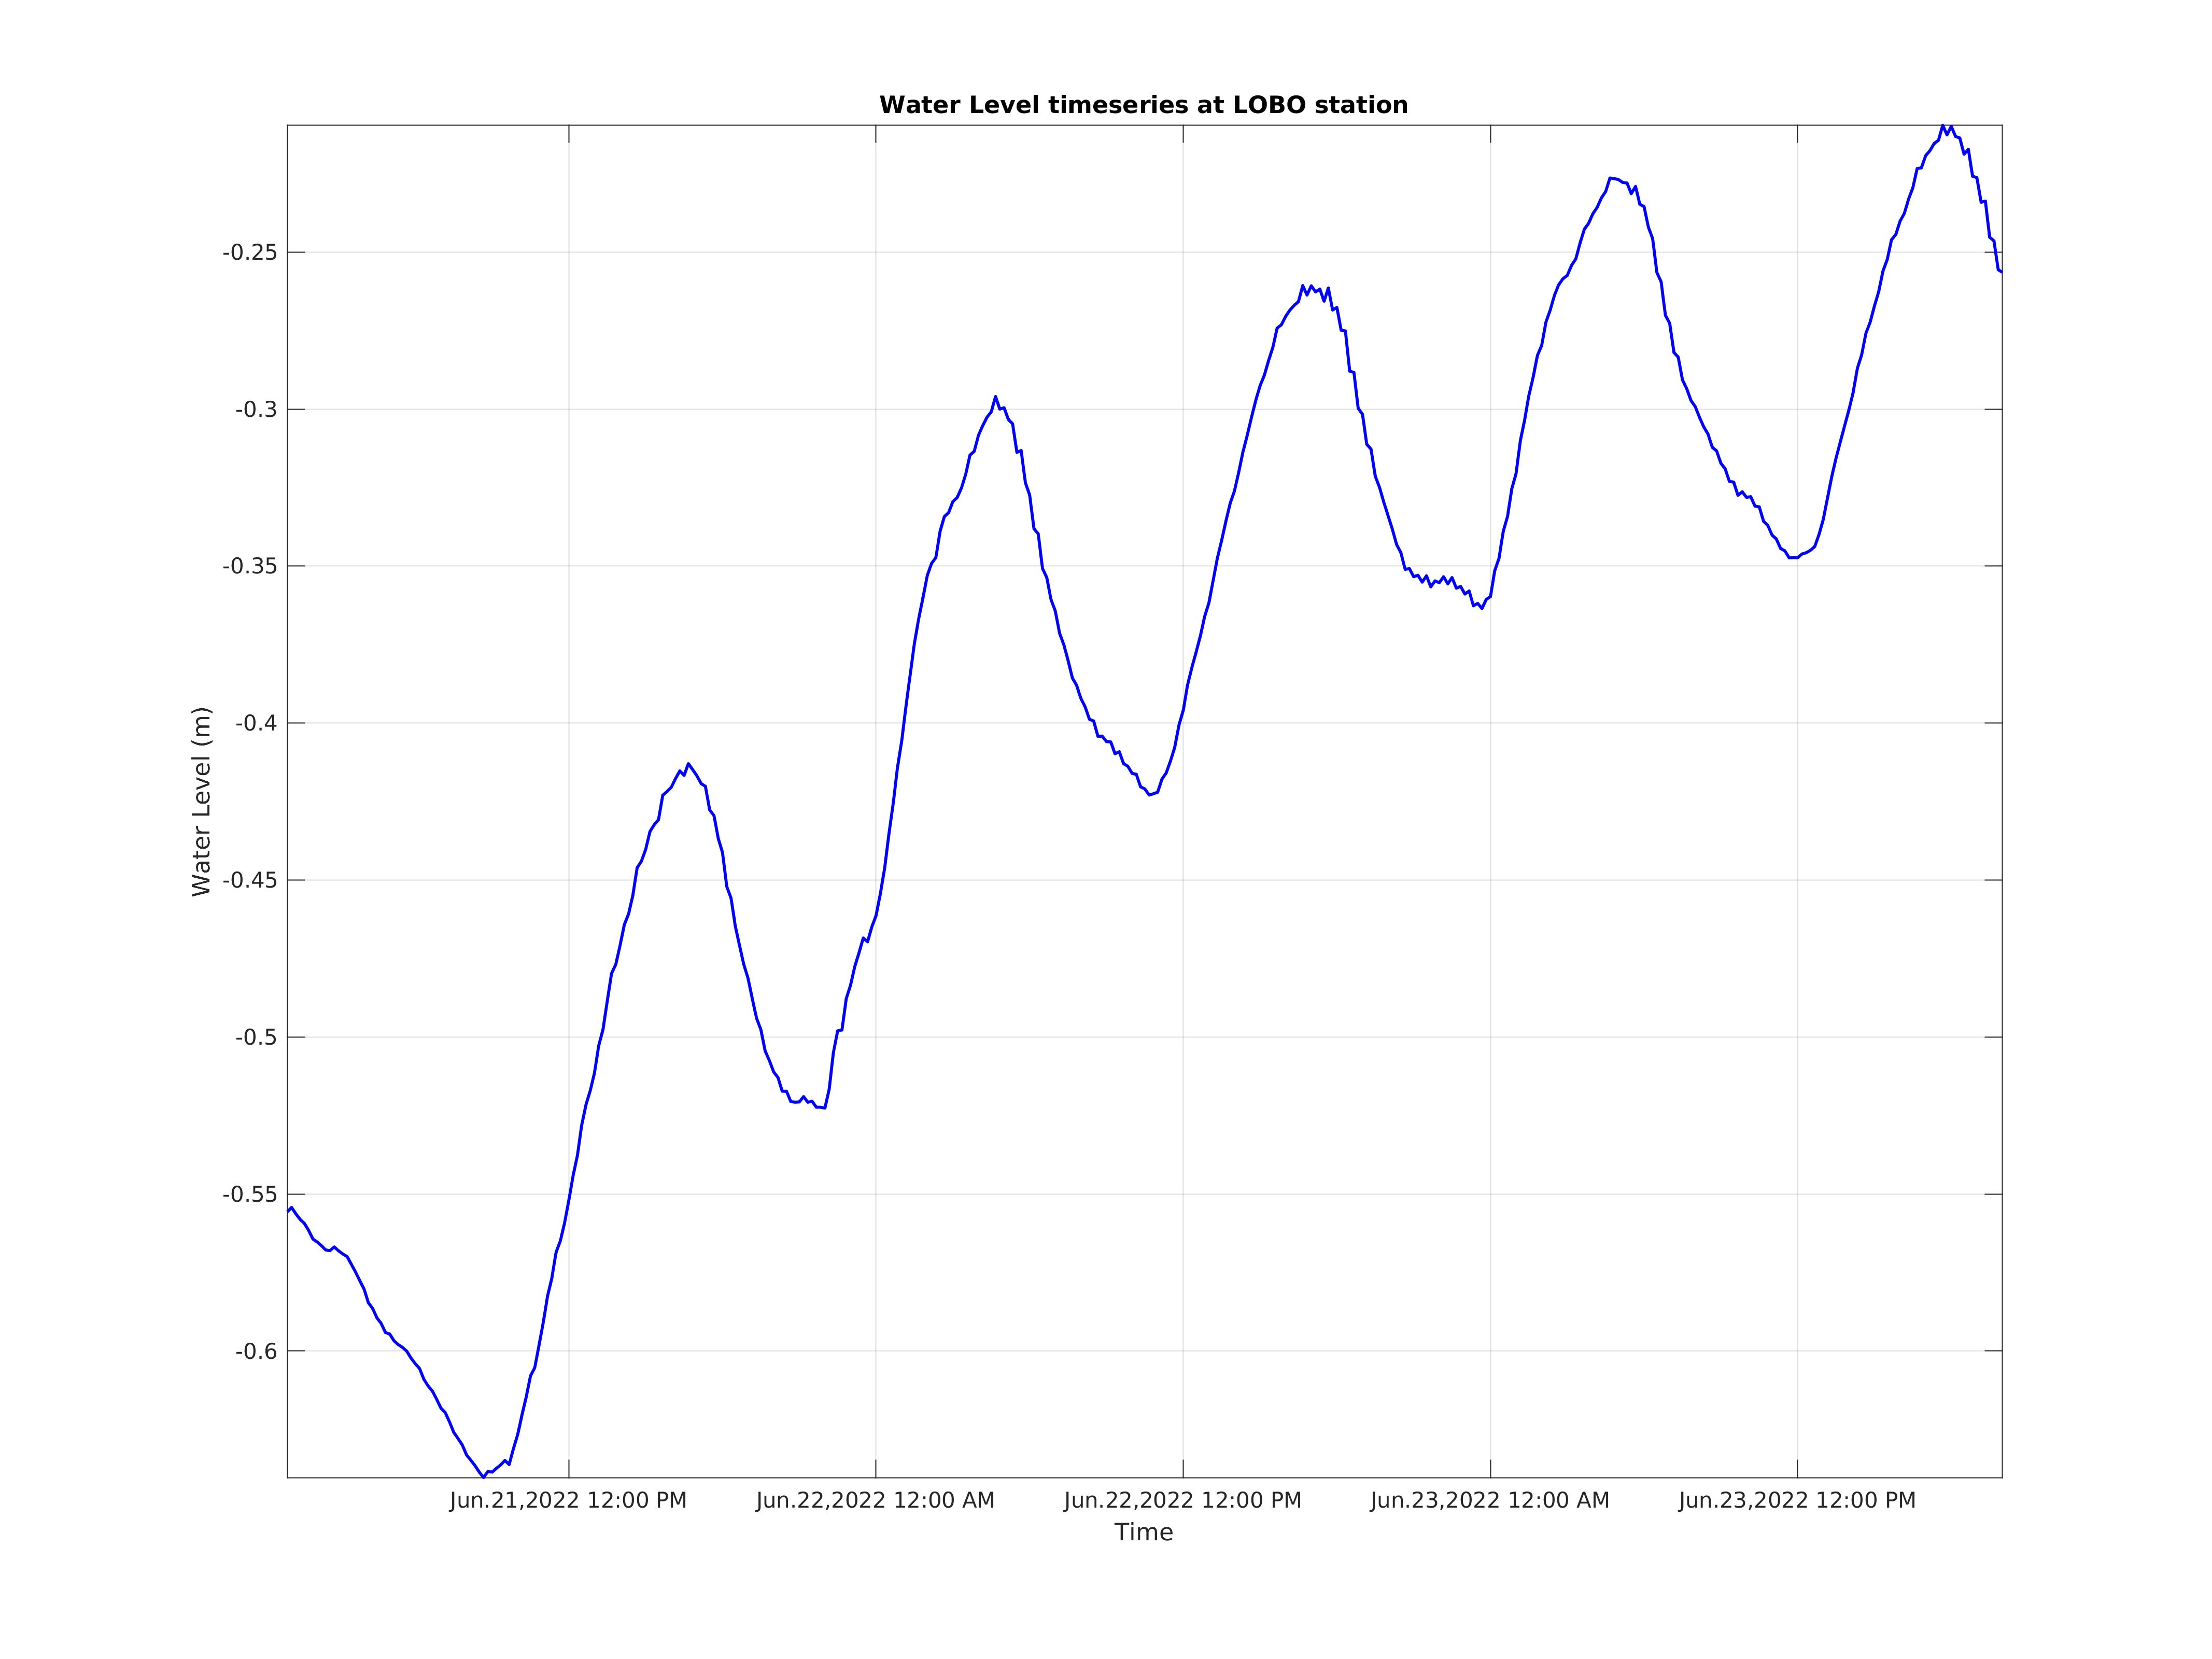 Water Level timeseries at LOBO station
-0.25
-0.3
-0.35
-0.4
-0.45
-0.5
-0.55
-0.6
Water Level (m)
Jun.21,2022 12:00 PM
Jun.22,2022 12:00 AM
Jun.22,2022 12:00 PM
Jun.23,2022 12:00 AM
Jun.23,2022 12:00 PM
Time